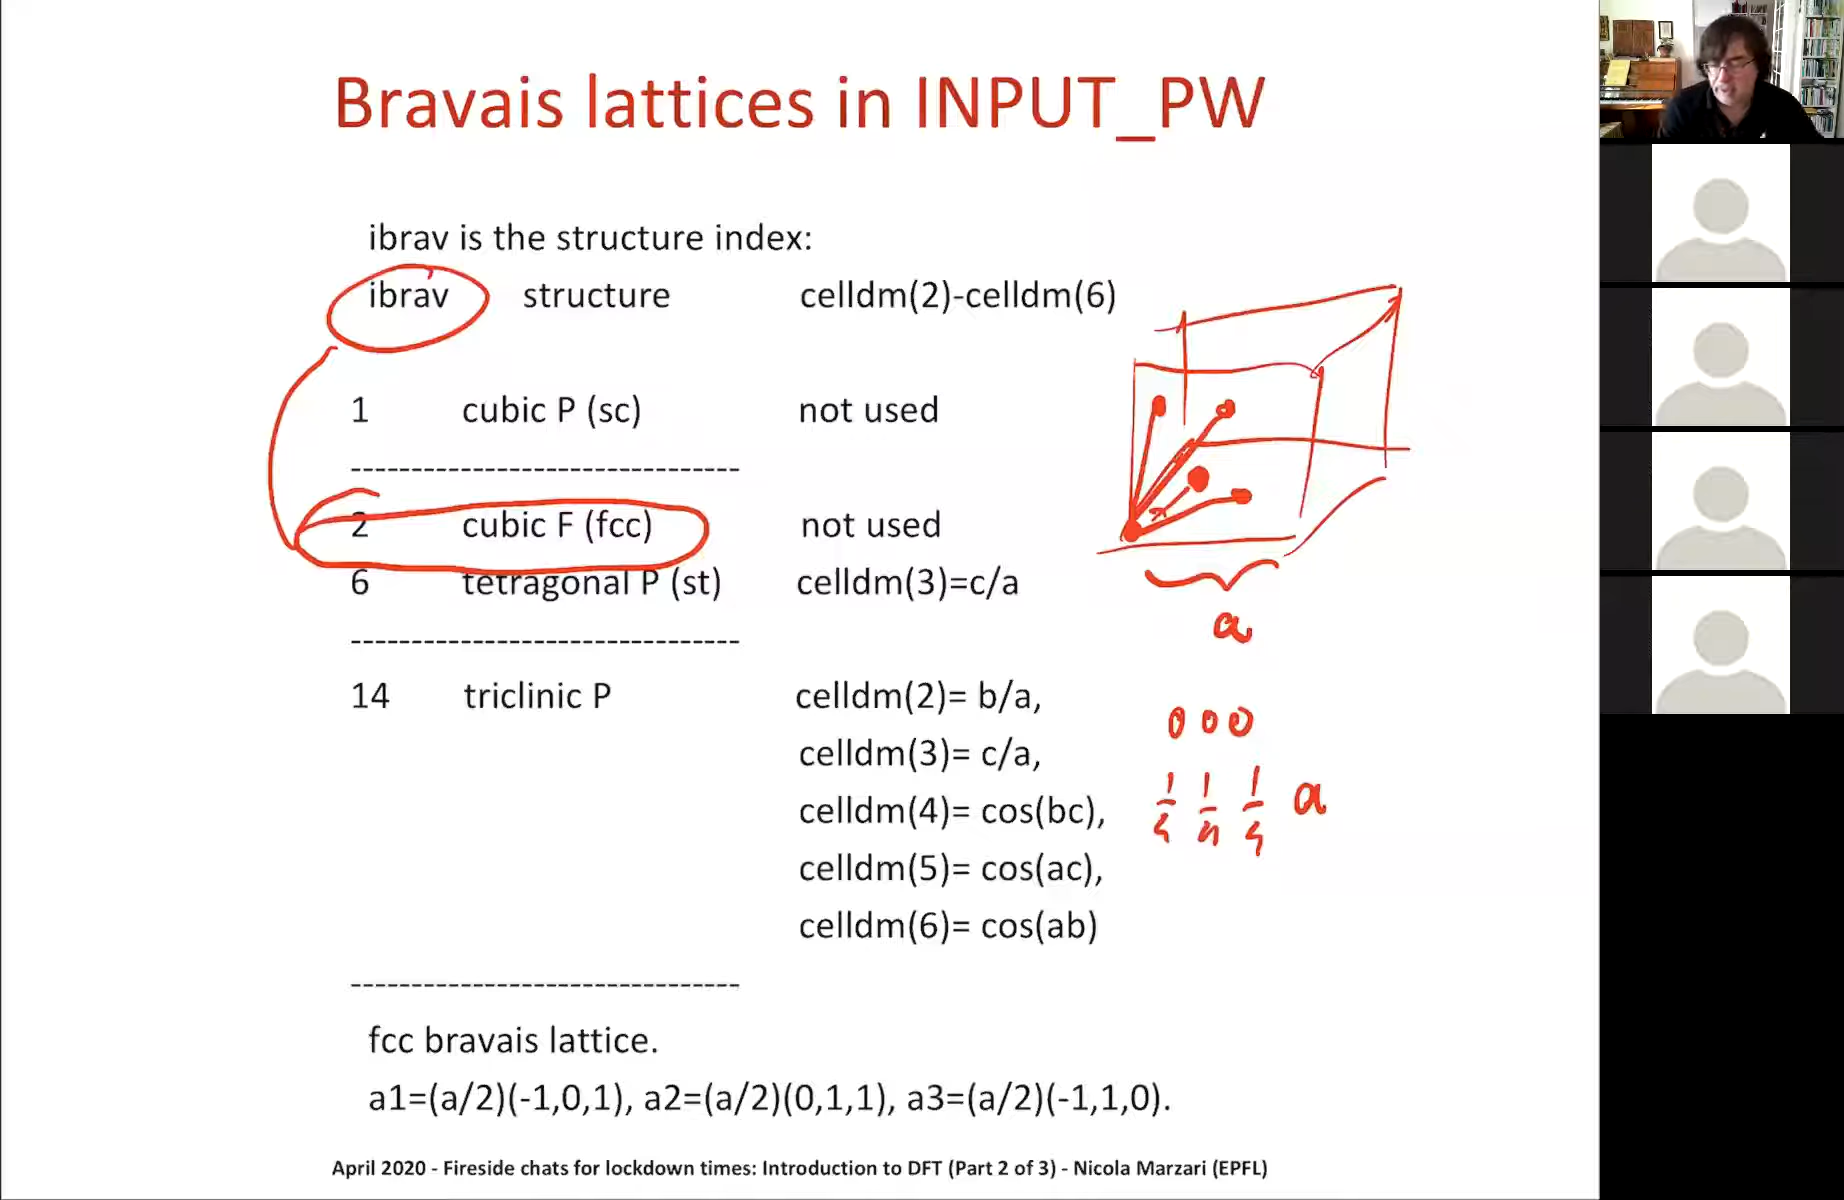 Bravais lattices in INPUT_PW
ibrav is the structure index:
ibrav structure celldm(2)-celldm(6)
1 cubic P (sc) not used
--------------------------------
2 cubic F (fcc) not used
6 tetragonal P (st) celldm(3)=c/a
--------------------------------
a
14 triclinic P celldm(2)= b/a,
0 0 0
celldm(3)= c/a,
1/4 1/4 1/4 a
celldm(4)= cos(bc),
celldm(5)= cos(ac),
celldm(6)= cos(ab)
--------------------------------
fcc bravais lattice.
a1=(a/2)(-1,0,1), a2=(a/2)(0,1,1), a3=(a/2)(-1,1,0).
April 2020 - Fireside chats for lockdown times: Introduction to DFT (Part 2 of 3) - Nicola Marzari (EPFL)